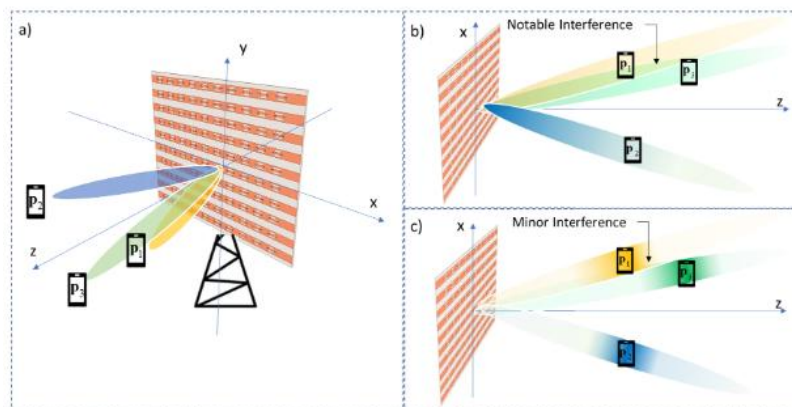 a)
y
x
z
p₂
p₁
p₃
b)
x
Notable Interference
p₁
p₃
z
p₂
c)
x
Minor Interference
p₁
p₃
z